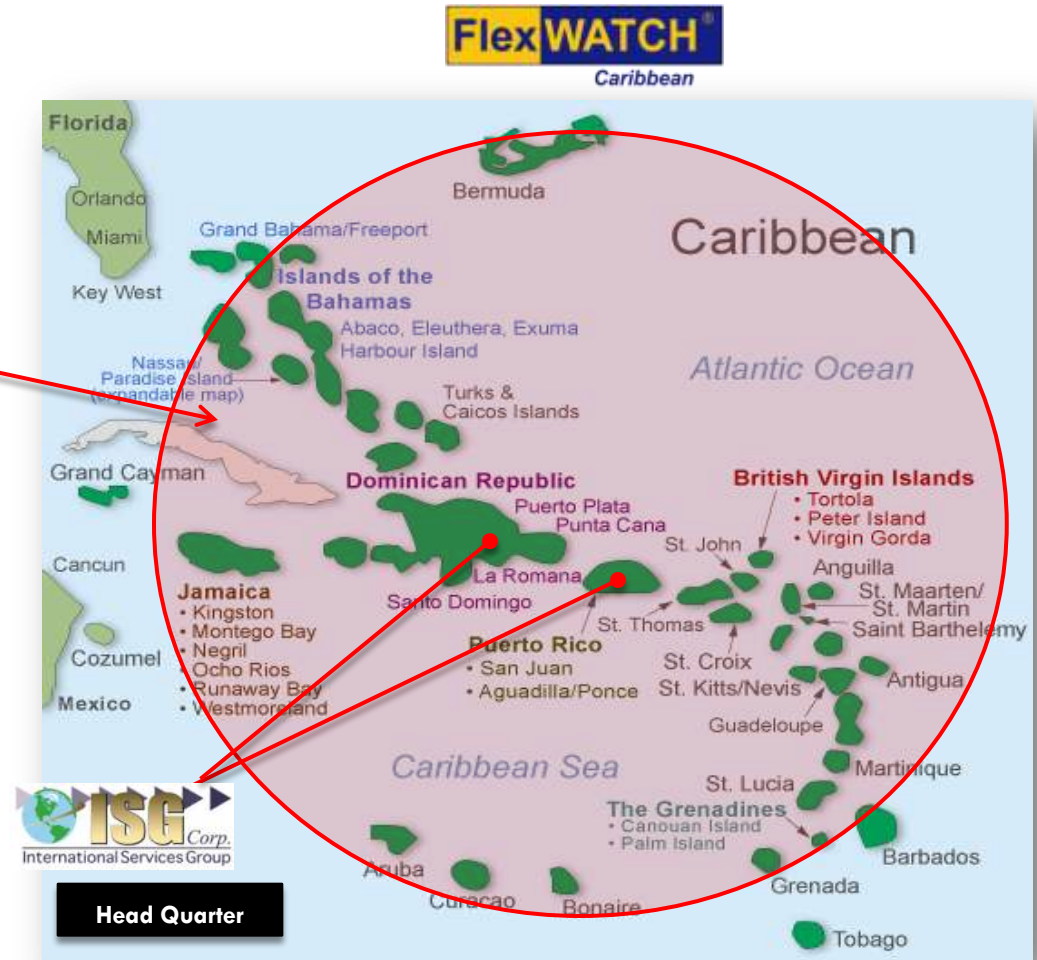 FlexWATCH®
Caribbean
Florida
Orlando
Miami
Key West
Bermuda
Caribbean
Grand Bahama/Freeport
Islands of the
Bahamas
Abaco, Eleuthera, Exuma
Harbour Island
Nassau/
Paradise Island
(expandable map)
Atlantic Ocean
Turks &
Caicos Islands
Grand Cayman
Dominican Republic
Puerto Plata
Punta Cana
La Romana
Santo Domingo
British Virgin Islands
• Tortola
• Peter Island
• Virgin Gorda
St. John
Anguilla
St. Maarten/
St. Martin
Saint Barthelemy
Cancun
Cozumel
Mexico
Jamaica
• Kingston
• Montego Bay
• Negril
• Ocho Rios
• Runaway Bay
• Westmoreland
Puerto Rico
• San Juan
• Aguadilla/Ponce
St. Thomas
St. Croix
St. Kitts/Nevis
Antigua
Guadeloupe
Caribbean Sea
Martinique
St. Lucia
The Grenadines
• Canouan Island
• Palm Island
Barbados
Grenada
Tobago
Aruba
Curacao
Bonaire
ISG Corp.
International Services Group
Head Quarter